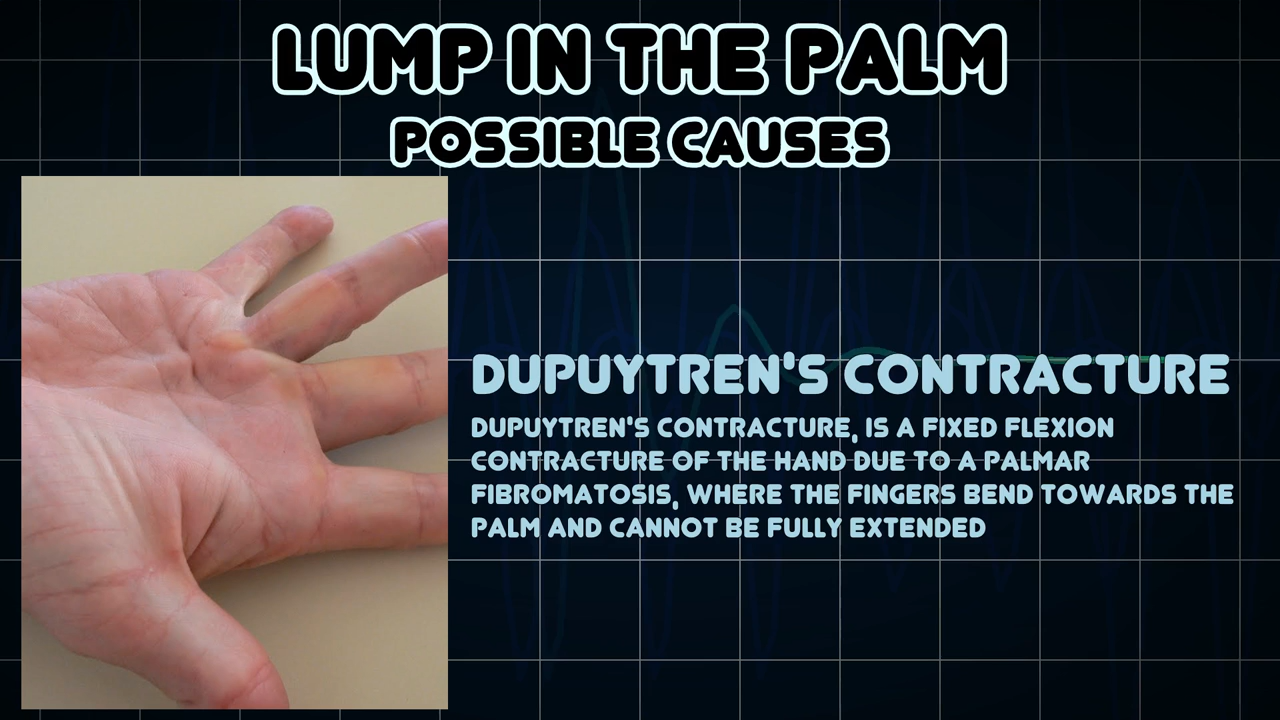 LUMP IN THE PALM
POSSIBLE CAUSES
DUPUYTREN'S CONTRACTURE
DUPUYTREN'S CONTRACTURE, IS A FIXED FLEXION
CONTRACTURE OF THE HAND DUE TO A PALMAR
FIBROMATOSIS, WHERE THE FINGERS BEND TOWARDS THE
PALM AND CANNOT BE FULLY EXTENDED